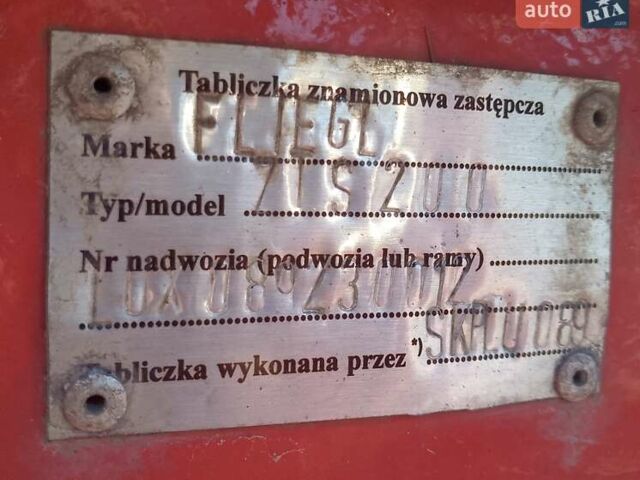 auto RIA.com
Tabliczka znamionowa zastępcza
Marka FLIEGL
Typ/model ZTS 200
Nr nadwozia (podwozia lub ramy)
Tabliczka wykonana przez *)